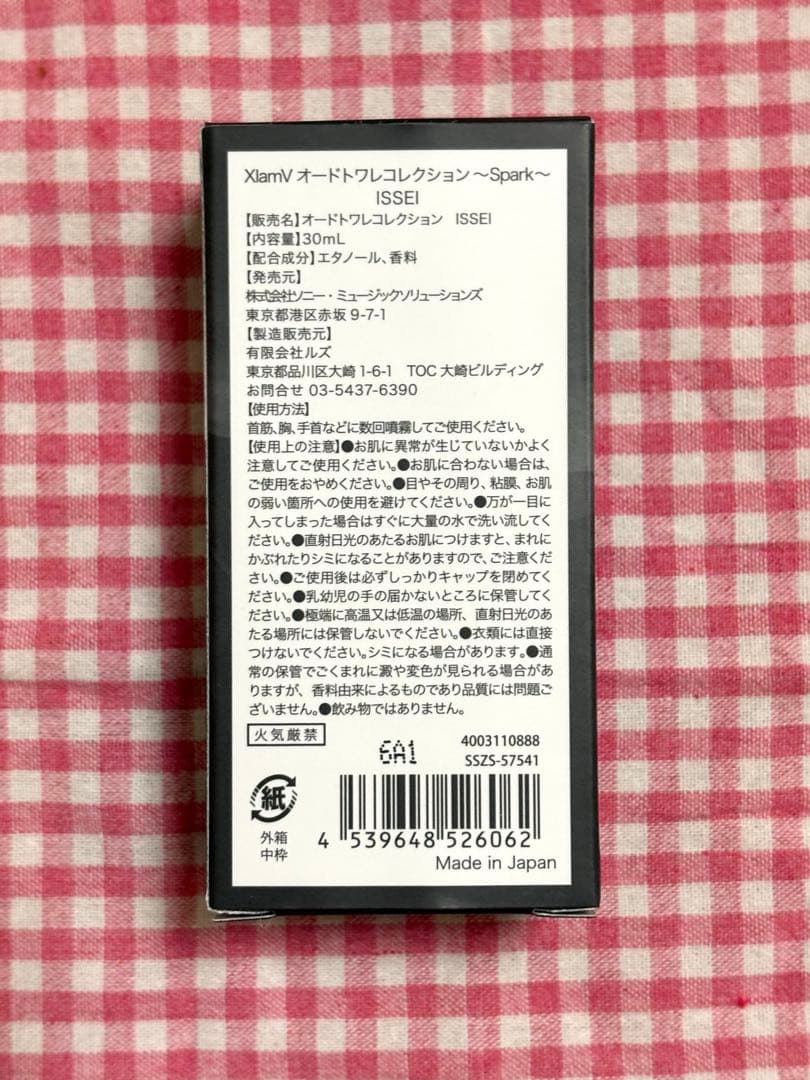 XlamV オードトワレコレクション ～Spark～
ISSEI
【販売名】オードトワレコレクション　ISSEI
【内容量】30mL
【配合成分】エタノール、香料
【発売元】
株式会社ソニー・ミュージックソリューションズ
東京都港区赤坂 9-7-1
【製造販売元】
有限会社ルズ
東京都品川区大崎 1-6-1　TOC 大崎ビルディング
お問合せ 03-5437-6390
【使用方法】
首筋、胸、手首などに数回噴霧してご使用ください。
【使用上の注意】●お肌に異常が生じていないかよく
注意してご使用ください。●お肌に合わない場合は、
ご使用をおやめください。●目やその周り、粘膜、お肌
の弱い箇所への使用を避けてください。●万が一目に
入ってしまった場合はすぐに大量の水で洗い流してく
ださい。●直射日光のあたるお肌につけますと、まれに
かぶれたりシミになることがありますので、ご注意くだ
さい。●ご使用後は必ずしっかりキャップを閉めてく
ださい。●乳幼児の手の届かないところに保管してく
ださい。●極端に高温又は低温の場所、直射日光のあ
たる場所には保管しないでください。●衣類には直接
つけないでください。シミになる場合があります。●通
常の保管でごくまれに澱や変色が見られる場合があ
りますが、香料由来によるものであり品質には問題ご
ざいません。●飲み物ではありません。
火気厳禁
6A1
4003110888
SSZS-57541
紙
外箱
中枠
4 539648 526062
Made in Japan